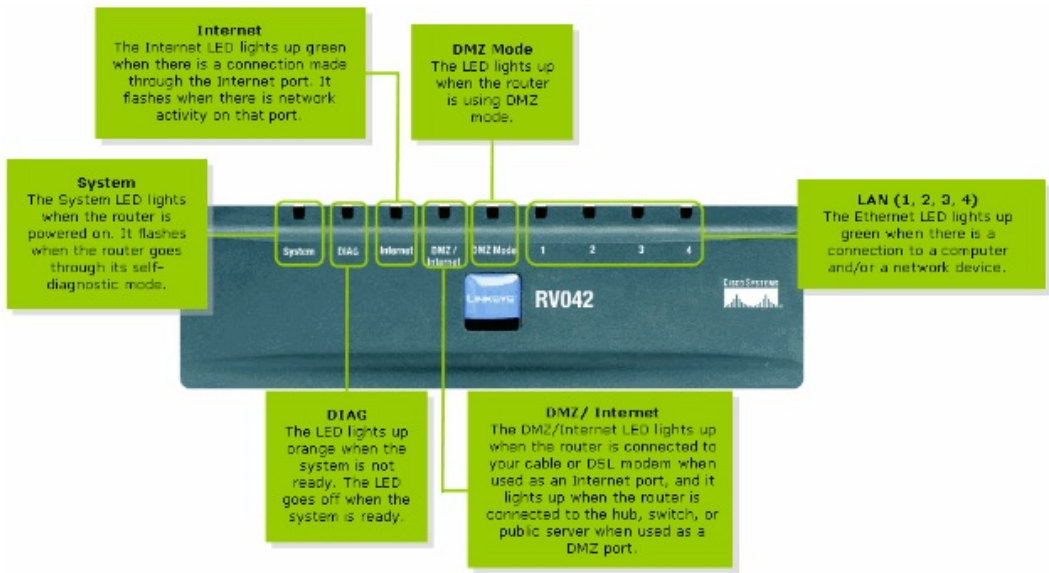 Internet
The Internet LED lights up green
when there is a connection made
through the Internet port. It
flashes when there is network
activity on that port.
DMZ Mode
The LED lights up
when the router
is using DMZ
mode.
System
The System LED lights
when the router is
powered on. It flashes
when the router goes
through its self-
diagnostic mode.
LAN (1, 2, 3, 4)
The Ethernet LED lights up
green when there is a
connection to a computer
and/or a network device.
System
DIAG
Internet
DMZ /
Internet
DMZ Mode
1
2
3
4
LINKSYS
RV042
CISCO SYSTEMS
DIAG
The LED lights up
orange when the
system is not
ready. The LED
goes off when the
system is ready.
DMZ/ Internet
The DMZ/Internet LED lights up
when the router is connected to
your cable or DSL modem when
used as an Internet port, and it
lights up when the router is
connected to the hub, switch, or
public server when used as a
DMZ port.